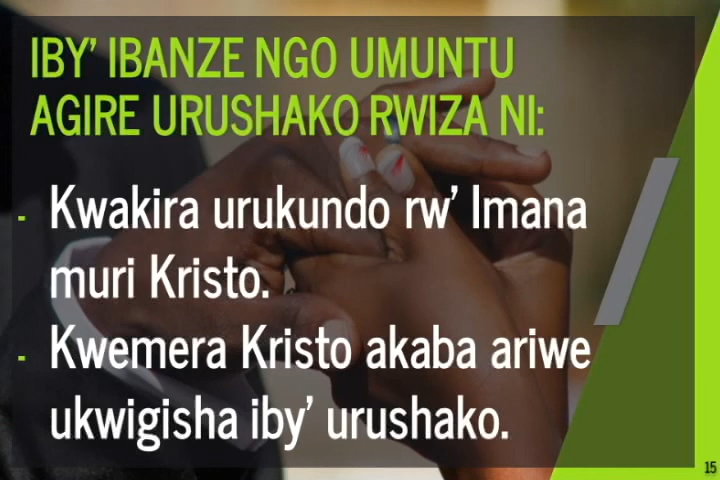 IBY' IBANZE NGO UMUNTU
AGIRE URUSHAKO RWIZA NI:
- Kwakira urukundo rw' Imana
muri Kristo.
- Kwemera Kristo akaba ariwe
ukwigisha iby' urushako.
15